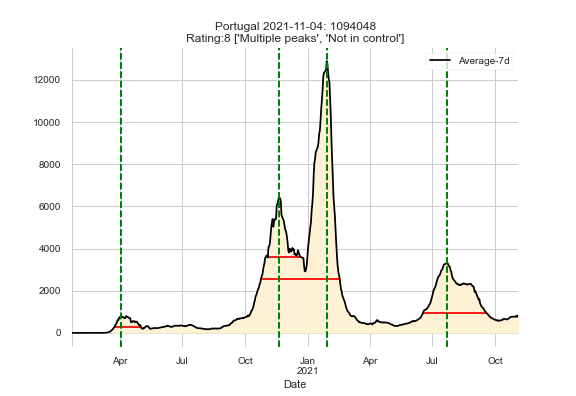 Portugal 2021-11-04: 1094048
Rating:8 ['Multiple peaks', 'Not in control']
Average-7d
12000
10000
8000
6000
4000
2000
0
Apr Jul Oct Jan Apr Jul Oct
2021
Date